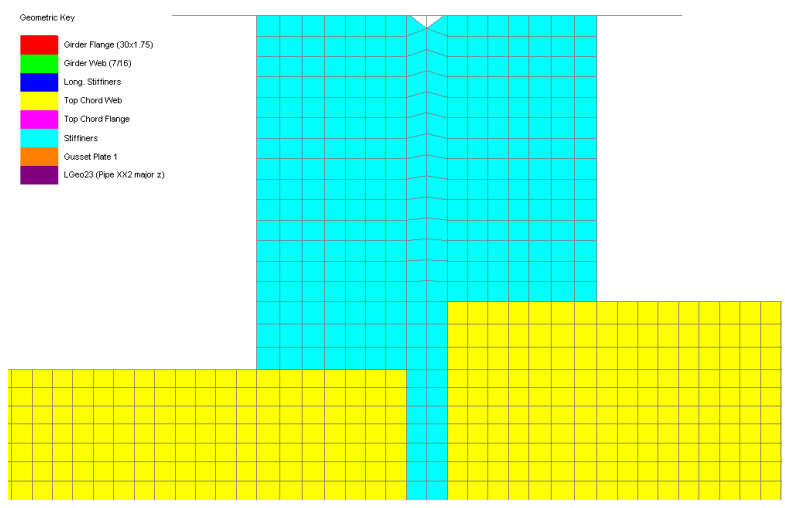 Geometric Key
Girder Flange (30x1.75)
Girder Web (7/16)
Long. Stiffiners
Top Chord Web
Top Chord Flange
Stiffiners
Gusset Plate 1
LGeo23 (Pipe XX2 major z)